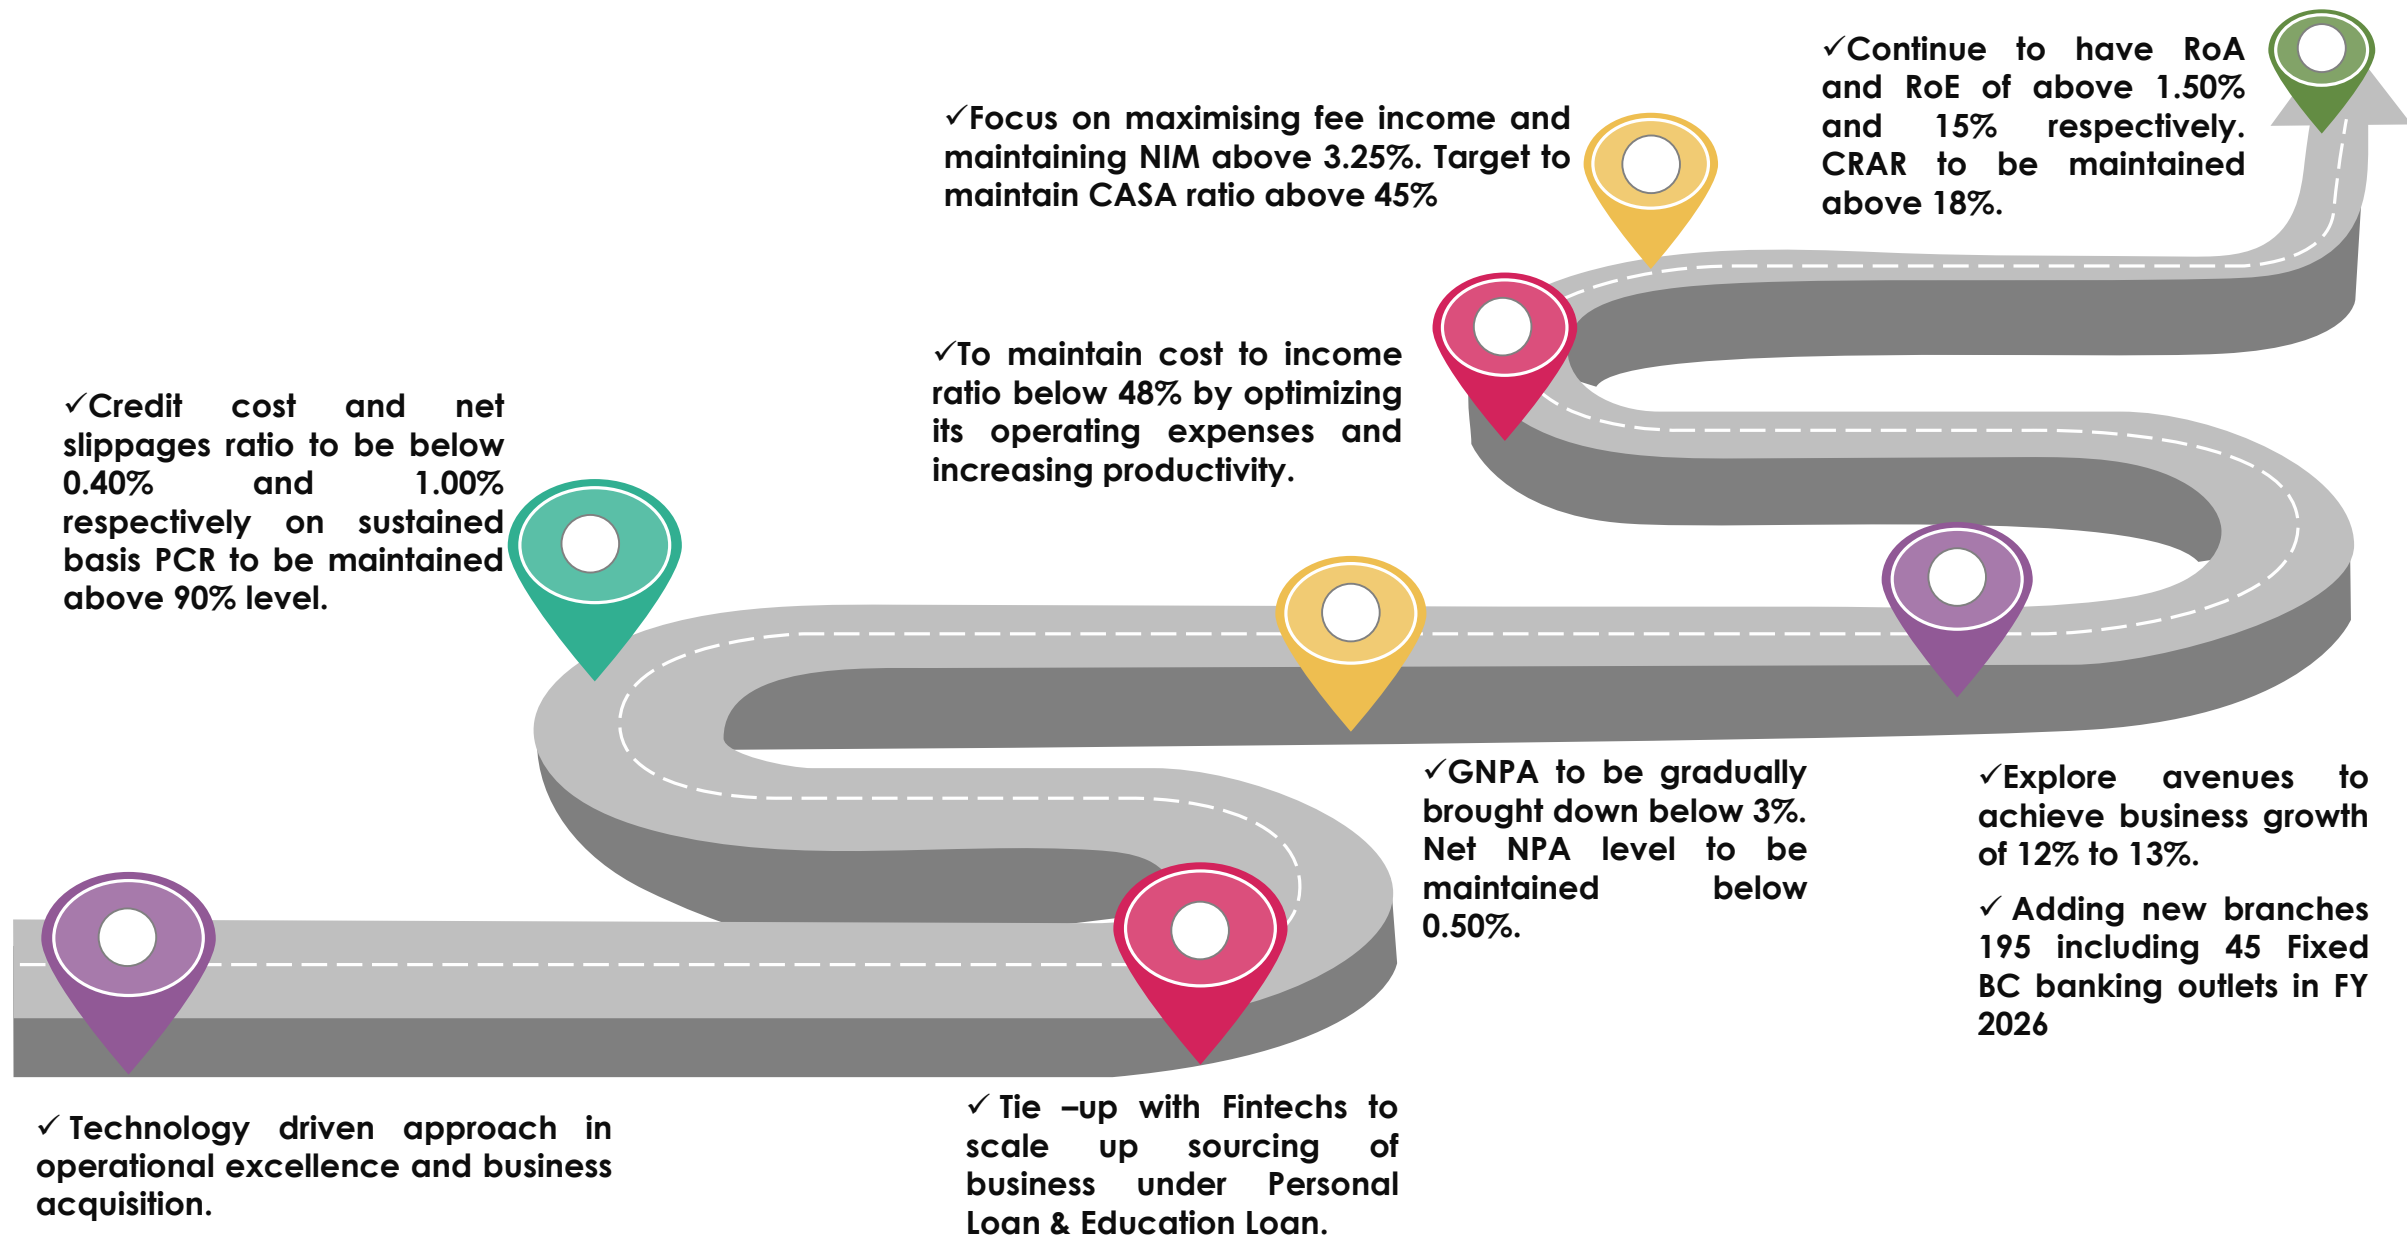 ✓Continue to have RoA
and RoE of above 1.50%
and 15% respectively.
CRAR to be maintained
above 18%.
✓Focus on maximising fee income and
maintaining NIM above 3.25%. Target to
maintain CASA ratio above 45%
✓To maintain cost to income
ratio below 48% by optimizing
its operating expenses and
increasing productivity.
✓Credit cost and net
slippages ratio to be below
0.40% and 1.00%
respectively on sustained
basis PCR to be maintained
above 90% level.
✓GNPA to be gradually
brought down below 3%.
Net NPA level to be
maintained below
0.50%.
✓Explore avenues to
achieve business growth
of 12% to 13%.
✓ Adding new branches
195 including 45 Fixed
BC banking outlets in FY
2026
✓ Technology driven approach in
operational excellence and business
acquisition.
✓ Tie –up with Fintechs to
scale up sourcing of
business under Personal
Loan & Education Loan.